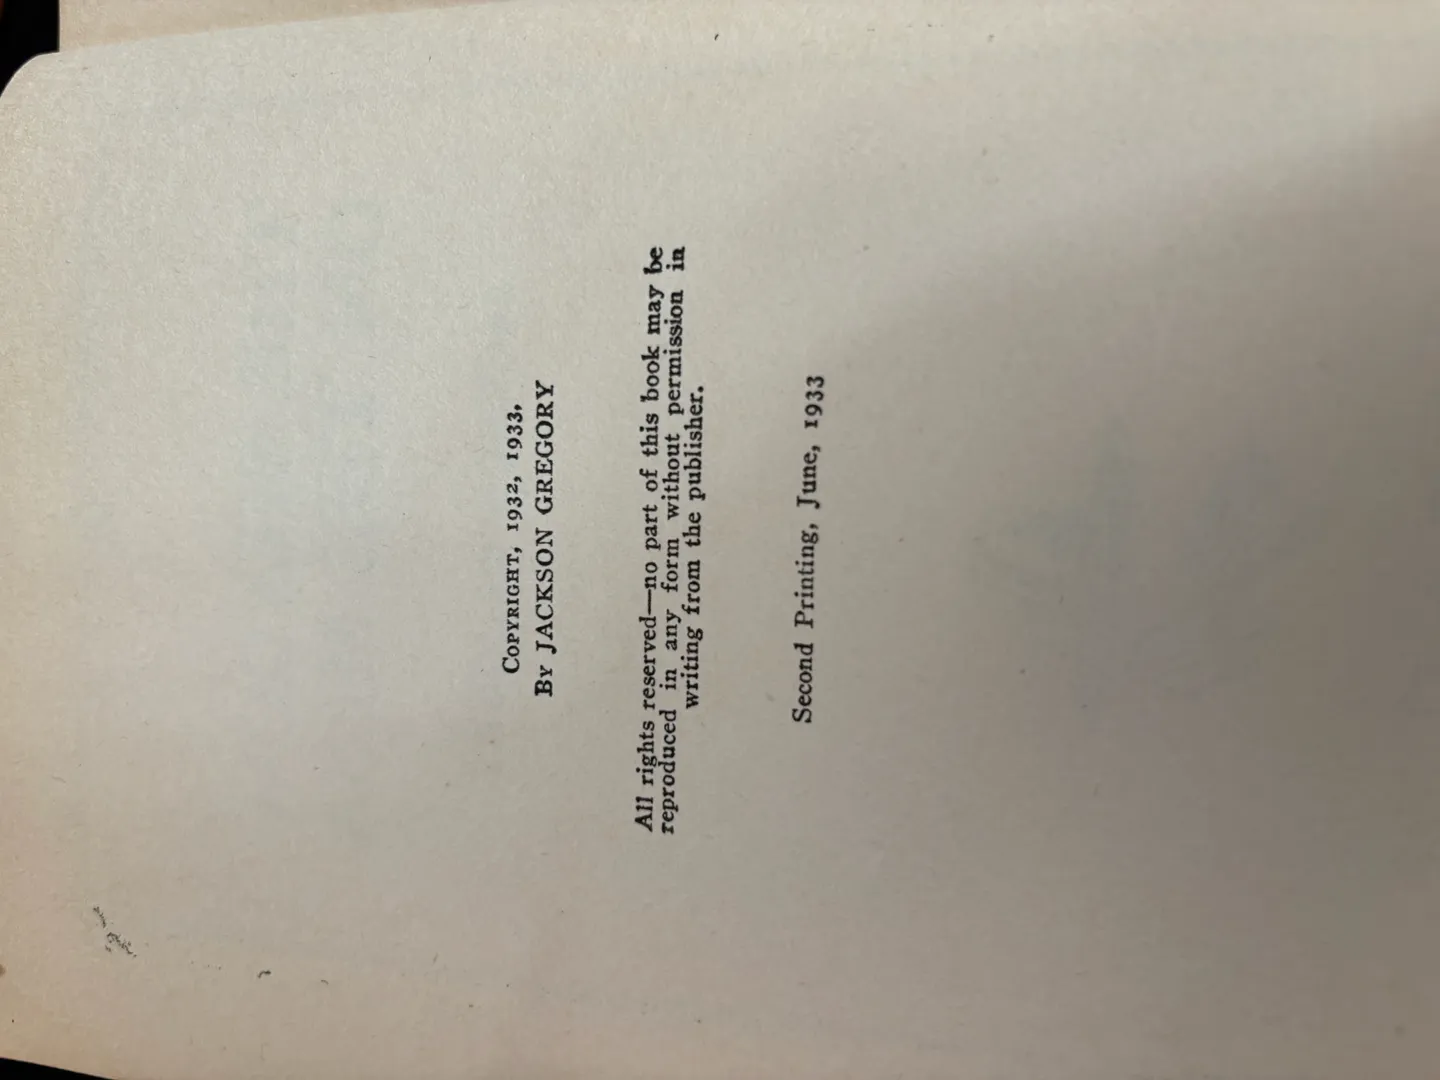 COPYRIGHT, 1932, 1933,
BY JACKSON GREGORY
All rights reserved—no part of this book may be
reproduced in any form without permission in
writing from the publisher.
Second Printing, June, 1933